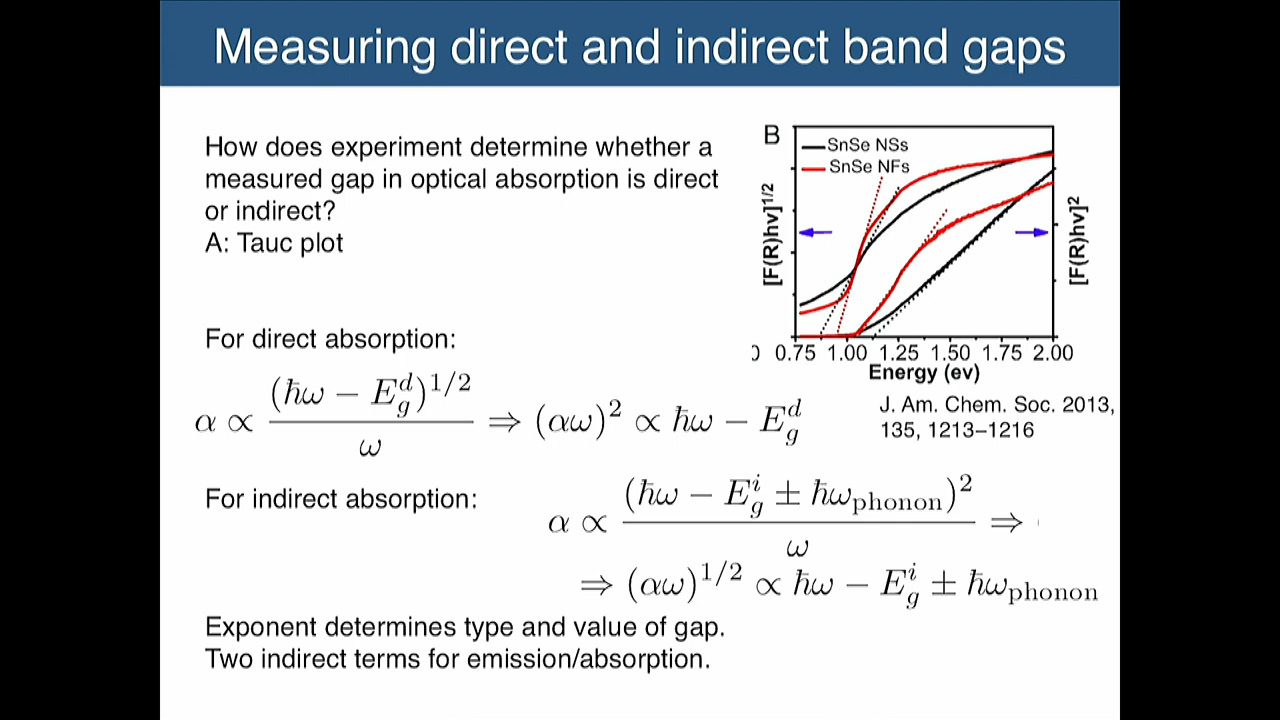 Measuring direct and indirect band gaps
How does experiment determine whether a
measured gap in optical absorption is direct
or indirect?
A: Tauc plot
B
SnSe NSs
SnSe NFs
[F(R)hv]^1/2
[F(R)hv]^2
0 0.75 1.00 1.25 1.50 1.75 2.00
Energy (ev)
J. Am. Chem. Soc. 2013,
135, 1213–1216
For direct absorption:
α ∝ (ħω − E_g^d)^1/2 / ω ⇒ (αω)^2 ∝ ħω − E_g^d
For indirect absorption:
α ∝ (ħω − E_g^i ± ħω_phonon)^2 / ω ⇒
⇒ (αω)^1/2 ∝ ħω − E_g^i ± ħω_phonon
Exponent determines type and value of gap.
Two indirect terms for emission/absorption.